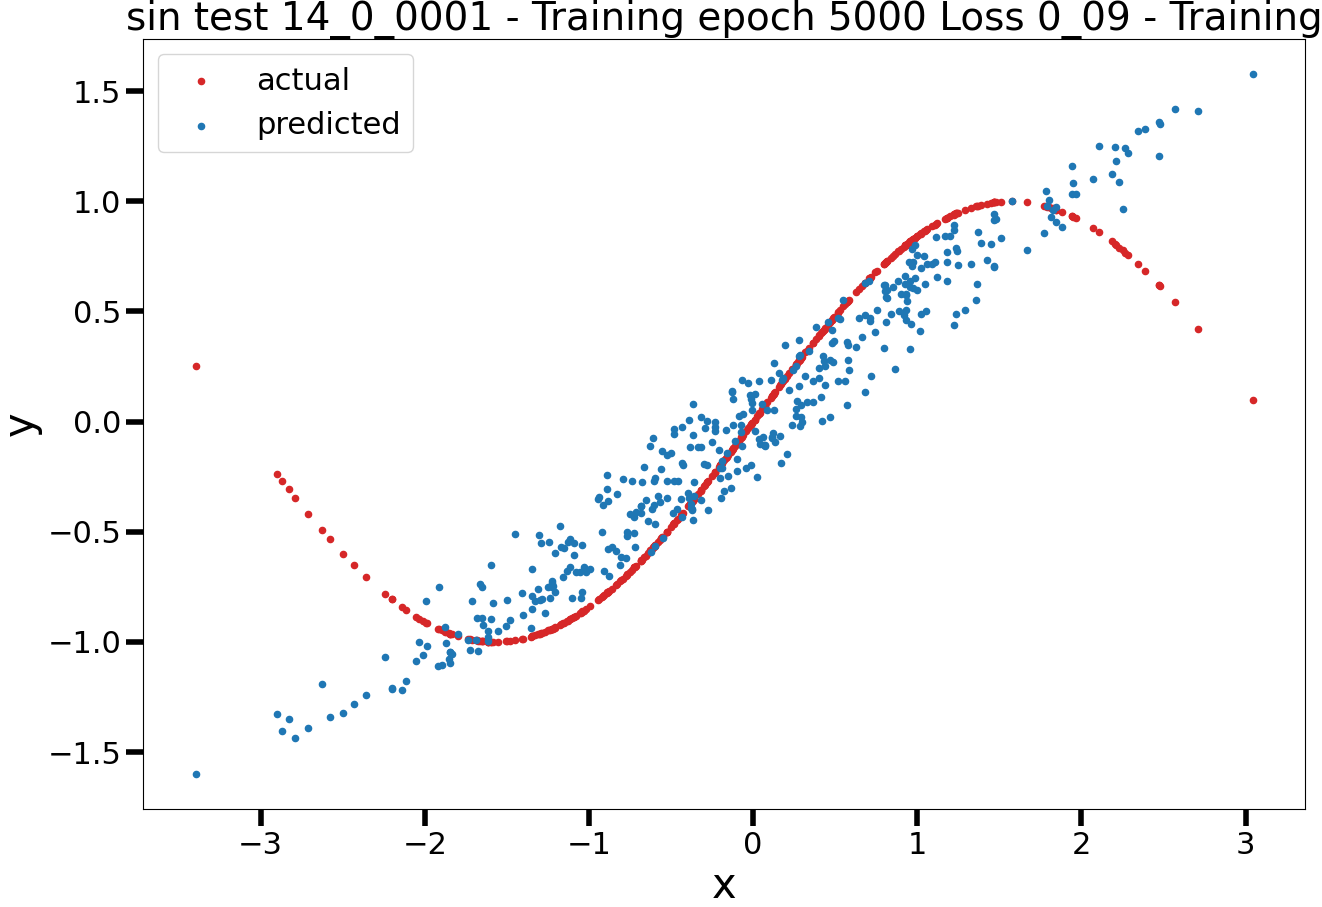 sin test 14_0_0001 - Training epoch 5000 Loss 0_09 - Training
actual
predicted
y
1.5
1.0
0.5
0.0
−0.5
−1.0
−1.5
−3 −2 −1 0 1 2 3
x